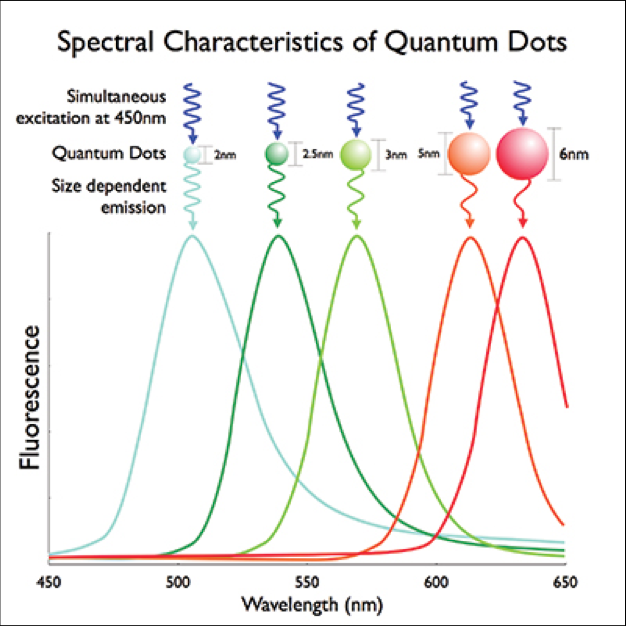 Spectral Characteristics of Quantum Dots
Simultaneous
excitation at 450nm
Quantum Dots
2nm
2.5nm
3nm
5nm
6nm
Size dependent
emission
Fluorescence
450
500
550
600
650
Wavelength (nm)